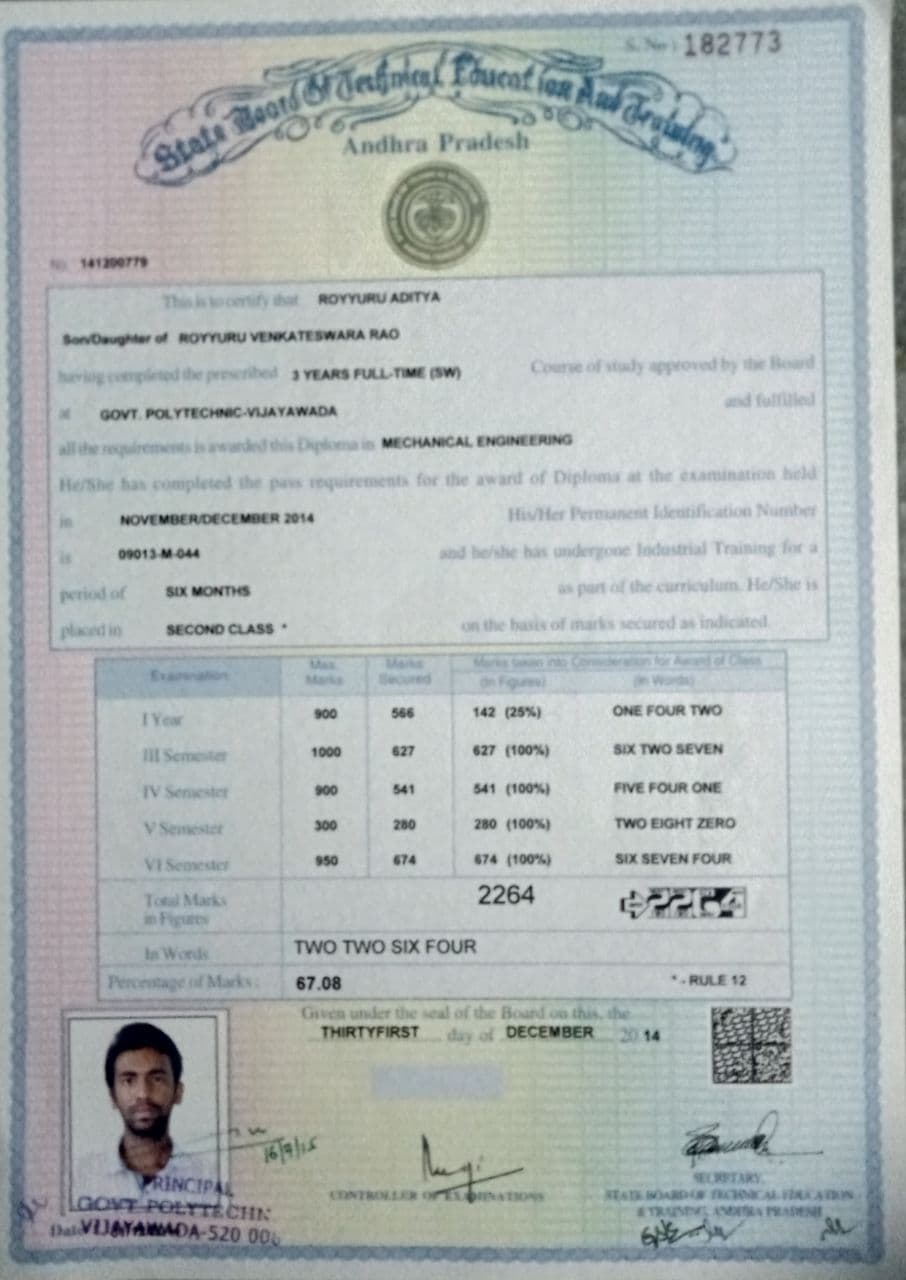 S. No: 182773
State Board Of Technical Education And Training
Andhra Pradesh
No 141200779
This is to certify that ROYYURU ADITYA
Son/Daughter of ROYYURU VENKATESWARA RAO
having completed the prescribed 3 YEARS FULL-TIME (SW) Course of study approved by the Board
at GOVT. POLYTECHNIC-VIJAYAWADA and fulfilled
all the requirements is awarded this Diploma in MECHANICAL ENGINEERING
He/She has completed the pass requirements for the award of Diploma at the examination held
in NOVEMBER/DECEMBER 2014 His/Her Permanent Identification Number
is 09013-M-044 and he/she has undergone Industrial Training for a
period of SIX MONTHS as part of the curriculum. He/She is
placed in SECOND CLASS * on the basis of marks secured as indicated.
Examination Max. Marks Marks Secured Marks taken into Consideration for Award of Class
(In Figures) (In Words)
I Year 900 566 142 (25%) ONE FOUR TWO
III Semester 1000 627 627 (100%) SIX TWO SEVEN
IV Semester 900 541 541 (100%) FIVE FOUR ONE
V Semester 300 280 280 (100%) TWO EIGHT ZERO
VI Semester 950 674 674 (100%) SIX SEVEN FOUR
Total Marks in Figures 2264 2264
In Words TWO TWO SIX FOUR
Percentage of Marks: 67.08 * - RULE 12
Given under the seal of the Board on this, the
THIRTYFIRST day of DECEMBER 2014
16/9/15
PRINCIPAL
GOVT POLYTECHN
Date VIJAYAWADA-520 00
CONTROLLER OF EXAMINATIONS
SECRETARY
STATE BOARD OF TECHNICAL EDUCATION
& TRAINING, ANDHRA PRADESH